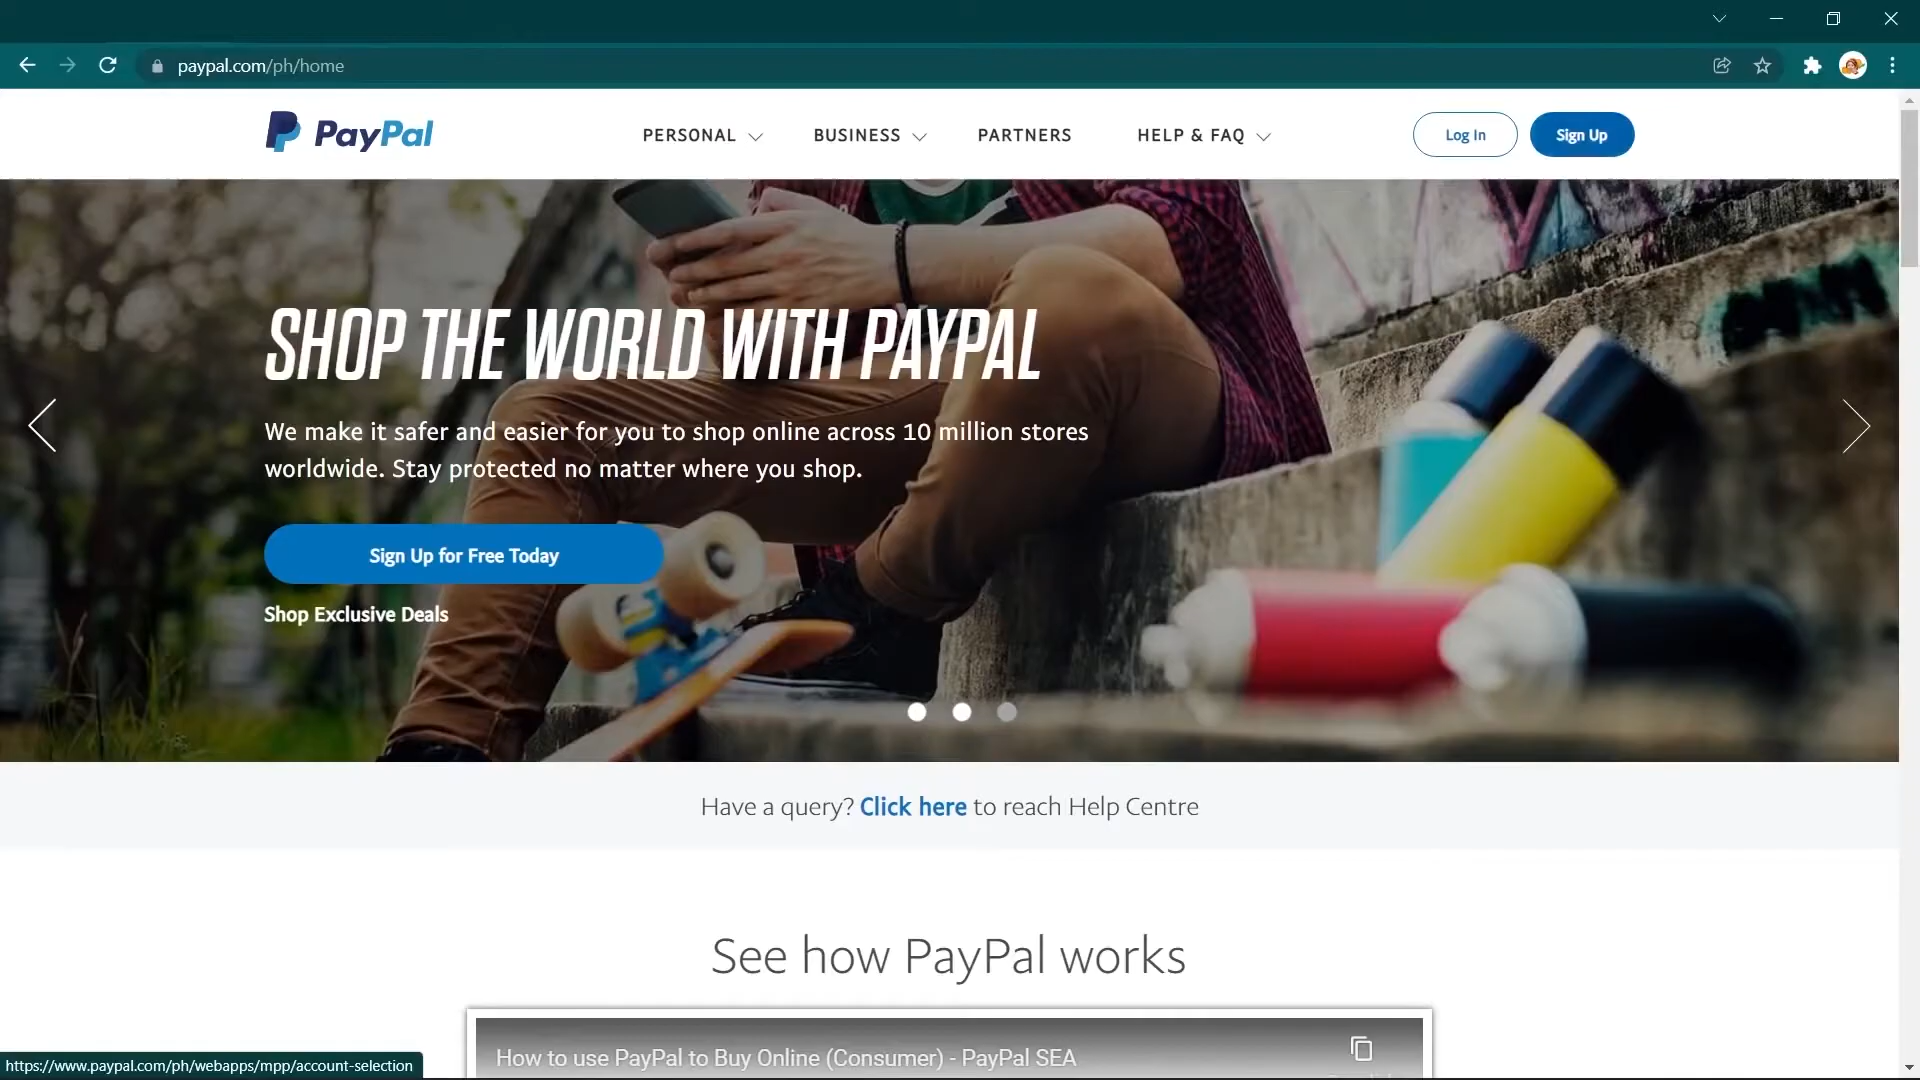 paypal.com/ph/home
PayPal
PERSONAL
BUSINESS
PARTNERS
HELP & FAQ
Log In
Sign Up
SHOP THE WORLD WITH PAYPAL
We make it safer and easier for you to shop online across 10 million stores
worldwide. Stay protected no matter where you shop.
Sign Up for Free Today
Shop Exclusive Deals
Have a query? Click here to reach Help Centre
See how PayPal works
How to use PayPal to Buy Online (Consumer) - PayPal SEA
https://www.paypal.com/ph/webapps/mpp/account-selection